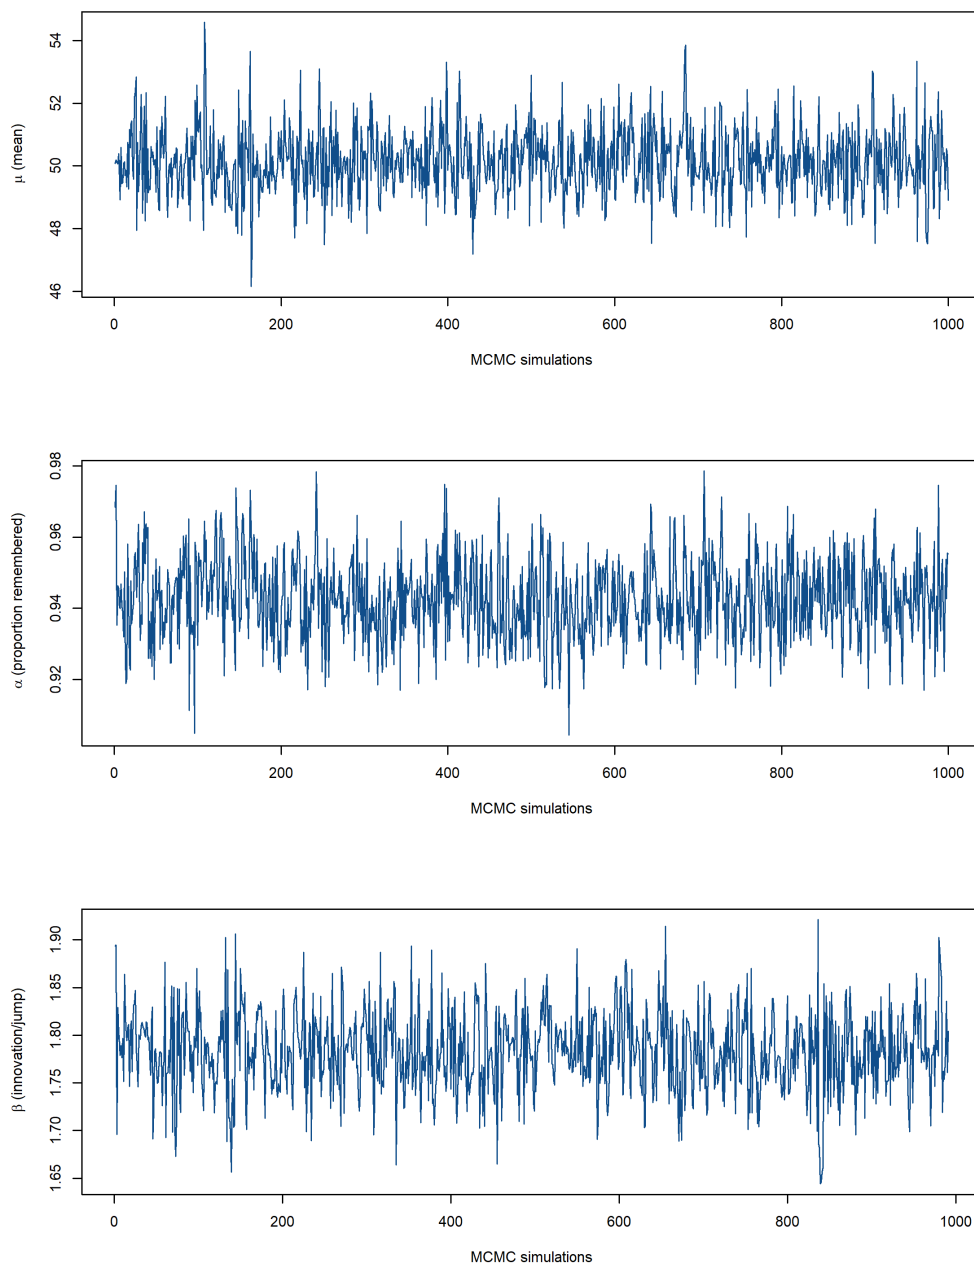 54
52
50
48
46
μ (mean)
0 200 400 600 800 1000
MCMC simulations
0.98
0.96
0.94
0.92
α (proportion remembered)
0 200 400 600 800 1000
MCMC simulations
1.90
1.85
1.80
1.75
1.70
1.65
β (innovation/jump)
0 200 400 600 800 1000
MCMC simulations